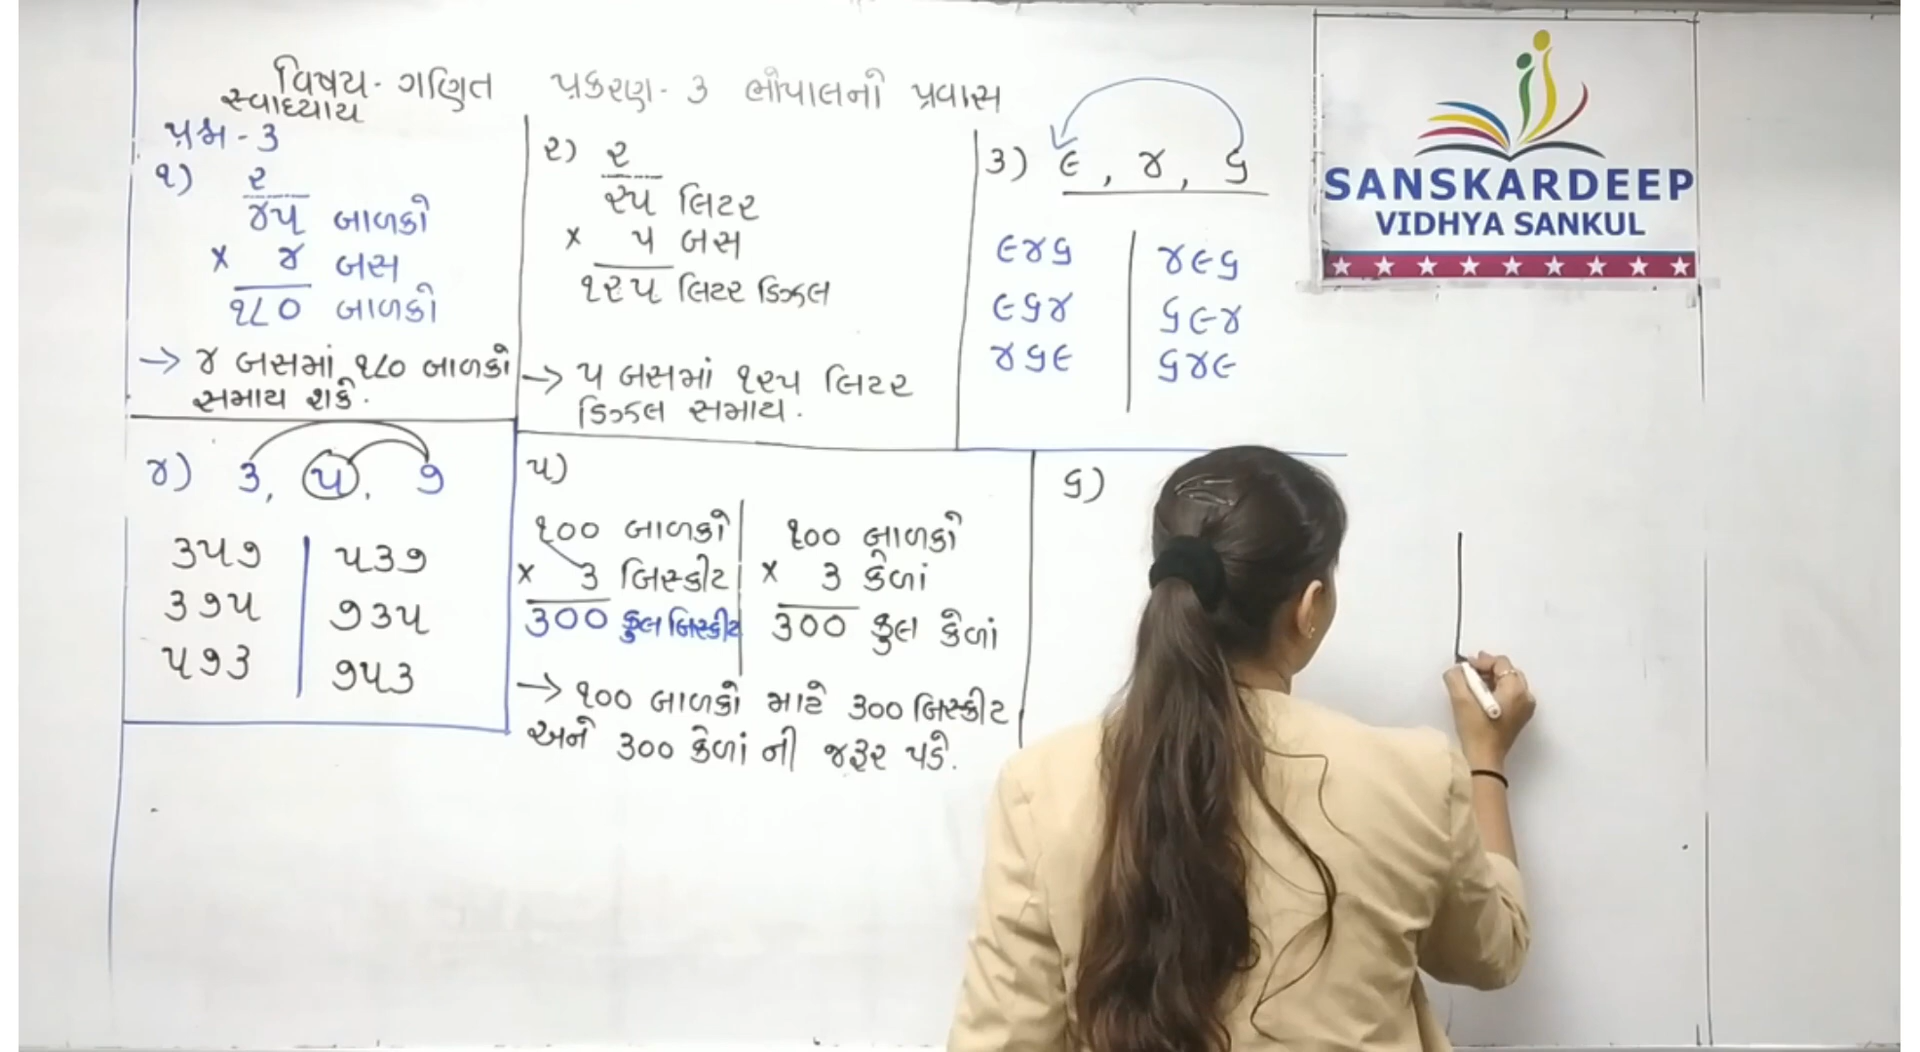 વિષય- ગણિત પ્રકરણ- ૩ ભોપાલનો પ્રવાસ
સ્વાધ્યાય
પ્રશ્ન - ૩
૧) ૨
૪૫ બાળકો
× ૪ બસ
૧૮૦ બાળકો
→ ૪ બસમાં ૧૮૦ બાળકો
સમાય શકે.
૨) ૨
૨૫ લિટર
× ૫ બસ
૧૨૫ લિટર ડિઝલ
→ ૫ બસમાં ૧૨૫ લિટર
ડિઝલ સમાય.
૩) ૯, ૪, ૬
૯૪૬ ૪૯૬
૯૬૪ ૬૯૪
૪૬૯ ૬૪૯
SANSKARDEEP
VIDHYA SANKUL
૪) ૩, ૫, ૭
૩૫૭ ૫૩૭
૩૭૫ ૭૩૫
૫૭૩ ૭૫૩
૫)
૧૦૦ બાળકો
× ૩ બિસ્કીટ
૩૦૦ કુલ બિસ્કીટ
૧૦૦ બાળકો
× ૩ કેળાં
૩૦૦ કુલ કેળાં
→ ૧૦૦ બાળકો માટે ૩૦૦ બિસ્કીટ
અને ૩૦૦ કેળાં ની જરૂર પડે.
૬)